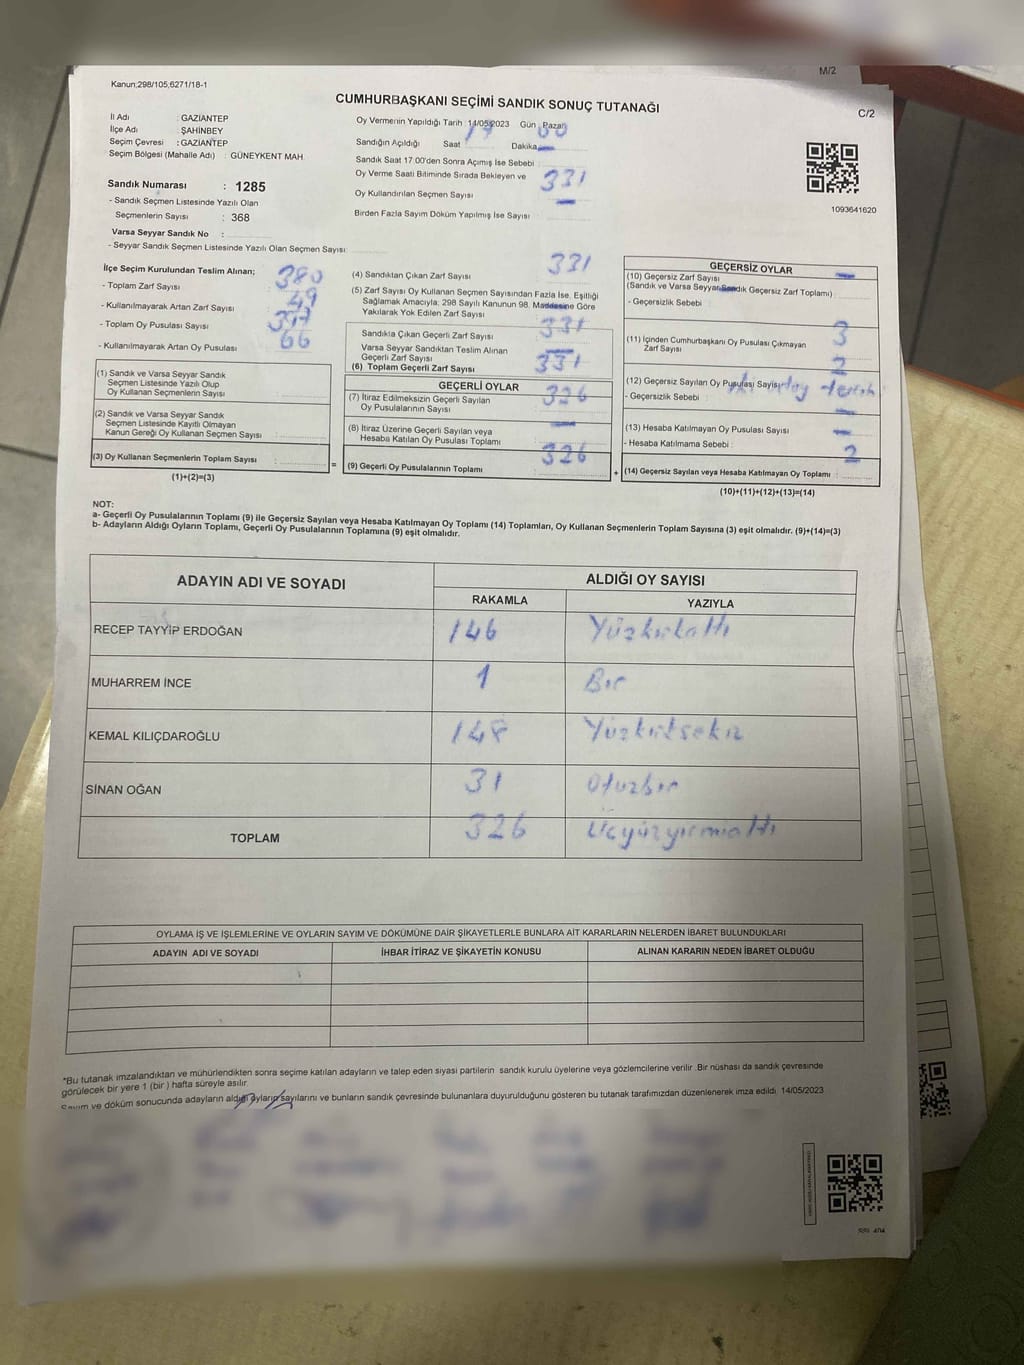 M/2
Kanun:298/105;6271/18-1
CUMHURBAŞKANI SEÇİMİ SANDIK SONUÇ TUTANAĞI
C/2
İl Adı : GAZİANTEP
İlçe Adı : ŞAHİNBEY
Seçim Çevresi : GAZİANTEP
Seçim Bölgesi (Mahalle Adı) : GÜNEYKENT MAH.
Sandık Numarası : 1285
- Sandık Seçmen Listesinde Yazılı Olan
Seçmenlerin Sayısı : 368
Varsa Seyyar Sandık No :
- Seyyar Sandık Seçmen Listesinde Yazılı Olan Seçmen Sayısı:
Oy Vermenin Yapıldığı Tarih : 14/05/2023 Gün : Pazar
Sandığın Açıldığı Saat 17 Dakika 00
Sandık Saat 17:00'den Sonra Açımış İse Sebebi :
Oy Verme Saati Bitiminde Sırada Bekleyen ve
Oy Kullandırılan Seçmen Sayısı 331
Birden Fazla Sayım Döküm Yapılmış İse Sayısı : —
1093641620
İlçe Seçim Kurulundan Teslim Alınan;
- Toplam Zarf Sayısı 380
- Kullanılmayarak Artan Zarf Sayısı 49
- Toplam Oy Pusulası Sayısı
- Kullanılmayarak Artan Oy Pusulası 66
(1) Sandık ve Varsa Seyyar Sandık
Seçmen Listesinde Yazılı Olup
Oy Kullanan Seçmenlerin Sayısı :
(2) Sandık ve Varsa Seyyar Sandık
Seçmen Listesinde Kayıtlı Olmayan
Kanun Gereği Oy Kullanan Seçmen Sayısı :
(3) Oy Kullanan Seçmenlerin Toplam Sayısı :
(1)+(2)=(3)
=
(4) Sandıktan Çıkan Zarf Sayısı 331
(5) Zarf Sayısı Oy Kullanan Seçmen Sayısından Fazla İse, Eşitliği
Sağlamak Amacıyla, 298 Sayılı Kanunun 98. Maddesine Göre
Yakılarak Yok Edilen Zarf Sayısı —
Sandıkta Çıkan Geçerli Zarf Sayısı 331
Varsa Seyyar Sandıktan Teslim Alınan
Geçerli Zarf Sayısı —
(6) Toplam Geçerli Zarf Sayısı 331
GEÇERLİ OYLAR
(7) İtiraz Edilmeksizin Geçerli Sayılan
Oy Pusulalarının Sayısı 326
(8) İtiraz Üzerine Geçerli Sayılan veya
Hesaba Katılan Oy Pusulası Toplamı —
(9) Geçerli Oy Pusulalarının Toplamı 326
+
GEÇERSİZ OYLAR
(10) Geçersiz Zarf Sayısı —
(Sandık ve Varsa Seyyar Sandık Geçersiz Zarf Toplamı) :
- Geçersizlik Sebebi : —
(11) İçinden Cumhurbaşkanı Oy Pusulası Çıkmayan
Zarf Sayısı 3
(12) Geçersiz Sayılan Oy Pusulası Sayısı 2
- Geçersizlik Sebebi :
(13) Hesaba Katılmayan Oy Pusulası Sayısı —
- Hesaba Katılmama Sebebi : —
(14) Geçersiz Sayılan veya Hesaba Katılmayan Oy Toplamı : 2
(10)+(11)+(12)+(13)=(14)
NOT:
a- Geçerli Oy Pusulalarının Toplamı (9) ile Geçersiz Sayılan veya Hesaba Katılmayan Oy Toplamı (14) Toplamları, Oy Kullanan Seçmenlerin Toplam Sayısına (3) eşit olmalıdır. (9)+(14)=(3)
b- Adayların Aldığı Oyların Toplamı, Geçerli Oy Pusulalarının Toplamına (9) eşit olmalıdır.
ADAYIN ADI VE SOYADI ALDIĞI OY SAYISI
RAKAMLA YAZIYLA
RECEP TAYYİP ERDOĞAN 146 Yüzkırkaltı
MUHARREM İNCE 1 Bir
KEMAL KILIÇDAROĞLU 148 Yüzkırksekiz
SİNAN OĞAN 31 Otuzbir
TOPLAM 326 Üçyüzyirmialtı
OYLAMA İŞ VE İŞLEMLERİNE VE OYLARIN SAYIM VE DÖKÜMÜNE DAİR ŞİKAYETLERLE BUNLARA AİT KARARLARIN NELERDEN İBARET BULUNDUKLARI
ADAYIN ADI VE SOYADI İHBAR İTİRAZ VE ŞİKAYETİN KONUSU ALINAN KARARIN NEDEN İBARET OLDUĞU
*Bu tutanak imzalandıktan ve mühürlendikten sonra seçime katılan adayların ve talep eden siyasi partilerin sandık kurulu üyelerine veya gözlemcilerine verilir. Bir nüshası da sandık çevresinde
görülecek bir yere 1 (bir ) hafta süreyle asılır.
Sayım ve döküm sonucunda adayların aldığı oyların sayılarını ve bunların sandık çevresinde bulunanlara duyurulduğunu gösteren bu tutanak tarafımızdan düzenlenerek imza edildi. 14/05/2023